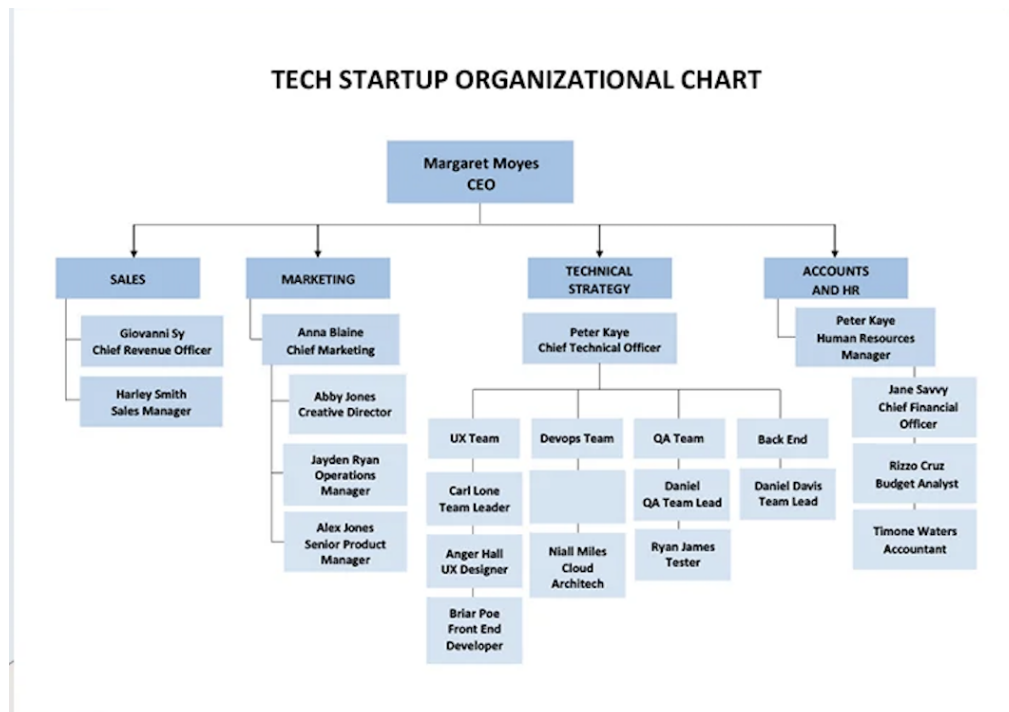 TECH STARTUP ORGANIZATIONAL CHART
Margaret Moyes
CEO
SALES
MARKETING
TECHNICAL
STRATEGY
ACCOUNTS
AND HR
Giovanni Sy
Chief Revenue Officer
Harley Smith
Sales Manager
Anna Blaine
Chief Marketing
Abby Jones
Creative Director
Jayden Ryan
Operations
Manager
Alex Jones
Senior Product
Manager
Peter Kaye
Chief Technical Officer
UX Team
Carl Lone
Team Leader
Anger Hall
UX Designer
Briar Poe
Front End
Developer
Devops Team
Niall Miles
Cloud
Architech
QA Team
Daniel
QA Team Lead
Ryan James
Tester
Back End
Daniel Davis
Team Lead
Peter Kaye
Human Resources
Manager
Jane Savvy
Chief Financial
Officer
Rizzo Cruz
Budget Analyst
Timone Waters
Accountant